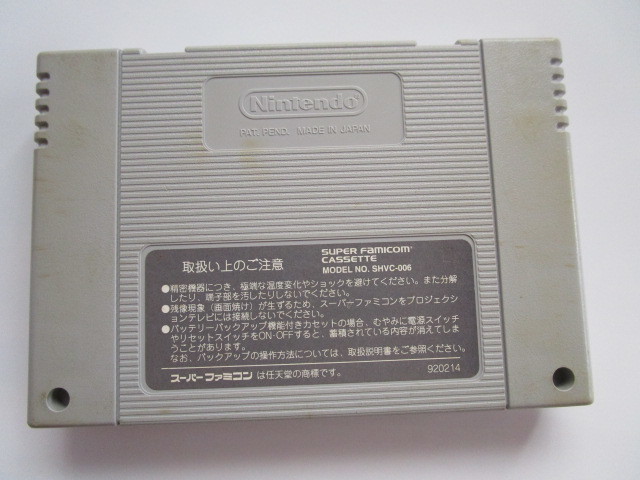 Nintendo
PAT. PEND. MADE IN JAPAN
取扱い上のご注意
SUPER FAMICOM
CASSETTE
MODEL NO. SHVC-006
●精密機器につき、極端な温度変化やショックを避けてください。また分解
したり、端子部を汚したりしないでください。
●残像現象（画面焼け）が生ずるため、スーパーファミコンをプロジェクシ
ョンテレビには接続しないでください。
●バッテリーバックアップ機能付きカセットの場合、むやみに電源スイッチ
やリセットスイッチをON-OFFすると、蓄積されている内容が消えてしま
うことがあります。
なお、バックアップの操作方法については、取扱説明書をご参照ください。
スーパーファミコン は任天堂の商標です。
920214